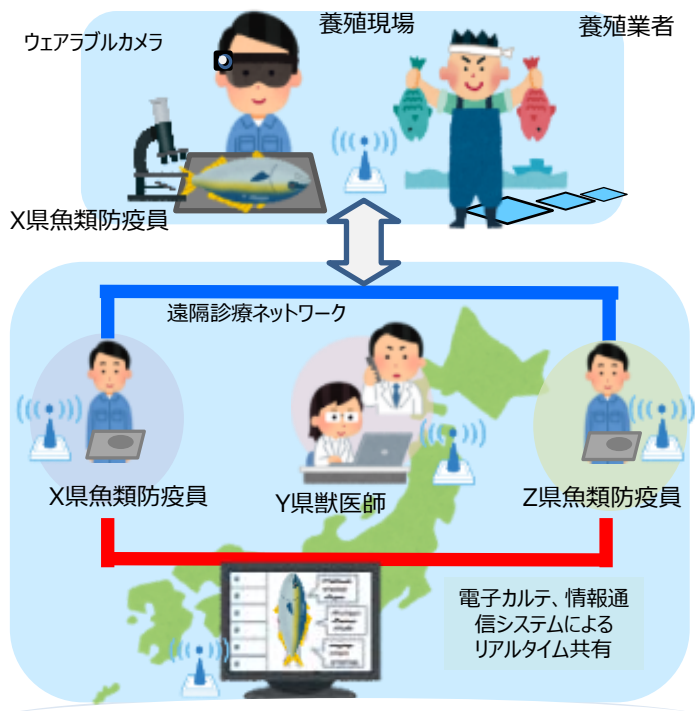 養殖現場
養殖業者
ウェアラブルカメラ
X県魚類防疫員
遠隔診療ネットワーク
X県魚類防疫員
Y県獣医師
Z県魚類防疫員
電子カルテ、情報通
信システムによる
リアルタイム共有